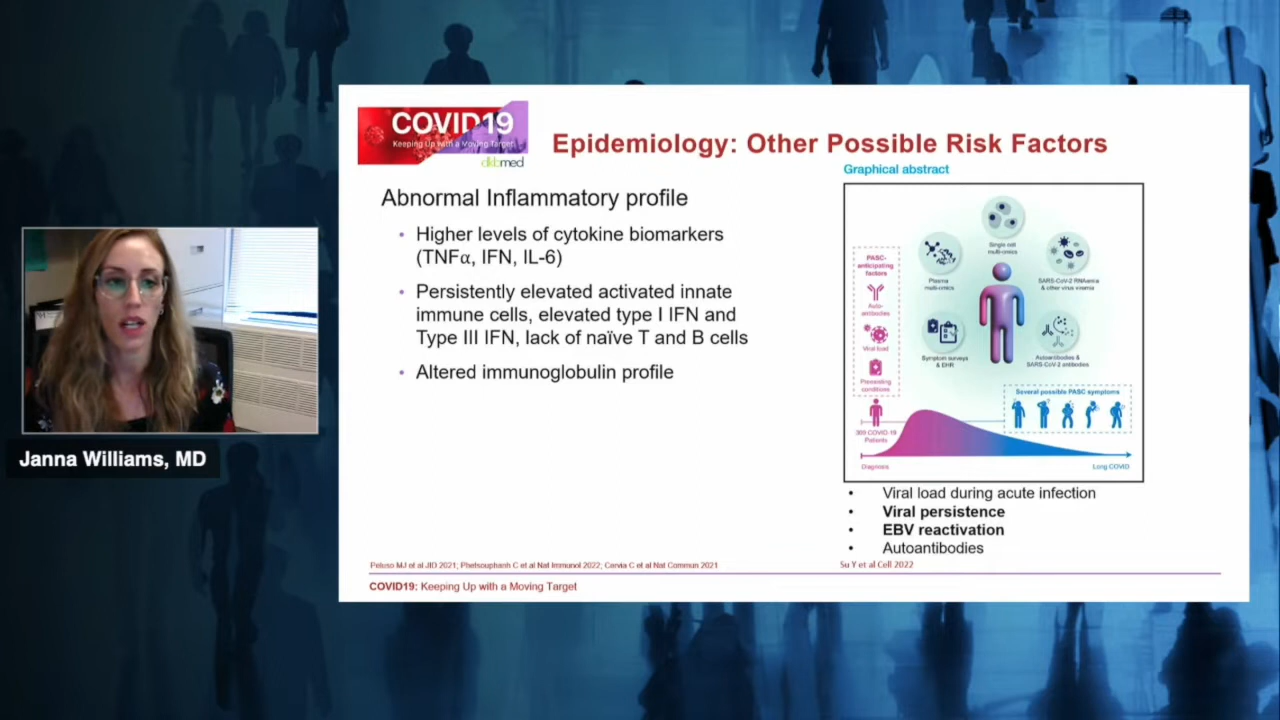 COVID19
Keeping Up with a Moving Target
dkbmed
Epidemiology: Other Possible Risk Factors
Abnormal Inflammatory profile
• Higher levels of cytokine biomarkers
(TNFα, IFN, IL-6)
• Persistently elevated activated innate
immune cells, elevated type I IFN and
Type III IFN, lack of naïve T and B cells
• Altered immunoglobulin profile
Graphical abstract
Single cell
multi-omics
Plasma
multi-omics
SARS-CoV-2 RNAemia
& other virus viremia
PASC-
anticipating
factors
Auto-
antibodies
Viral load
Preexisting
conditions
Symptom surveys
& EHR
Autoantibodies &
SARS-CoV-2 antibodies
Several possible PASC symptoms
309 COVID-19
Patients
Diagnosis
Long COVID
• Viral load during acute infection
• Viral persistence
• EBV reactivation
• Autoantibodies
Peluso MJ et al JID 2021; Phetsouphanh C et al Nat Immunol 2022; Cervia C et al Nat Commun 2021
Su Y et al Cell 2022
COVID19: Keeping Up with a Moving Target
Janna Williams, MD